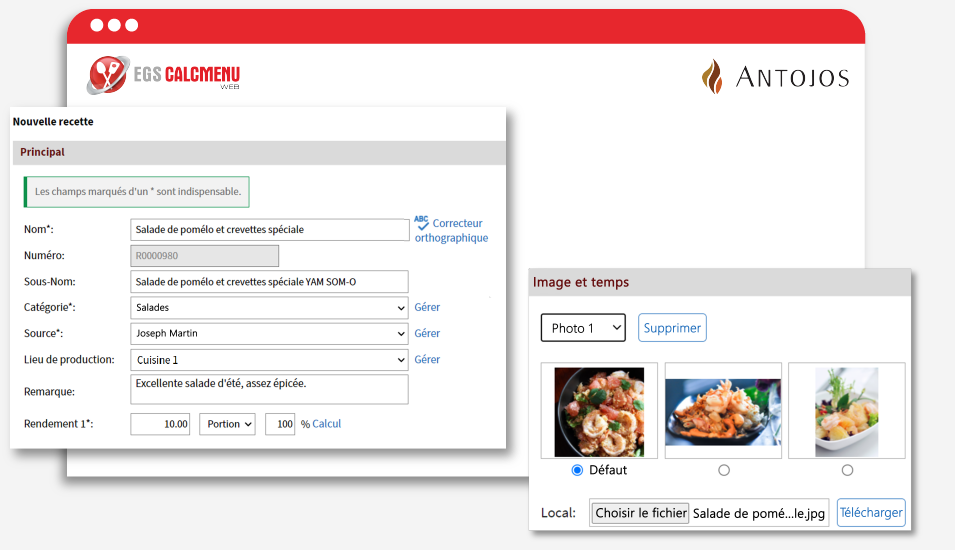 EGS CALCMENU
WEB
ANTOJOS
Nouvelle recette
Principal
Les champs marqués d'un * sont indispensable.
Nom*: Salade de pomélo et crevettes spéciale ABC Correcteur
orthographique
Numéro: R0000980
Sous-Nom: Salade de pomélo et crevettes spéciale YAM SOM-O
Catégorie*: Salades Gérer
Source*: Joseph Martin Gérer
Lieu de production: Cuisine 1 Gérer
Remarque: Excellente salade d'été, assez épicée.
Rendement 1*: 10.00 Portion 100 % Calcul
Image et temps
Photo 1 Supprimer
Défaut
Local: Choisir le fichier Salade de pomé...le.jpg Télécharger